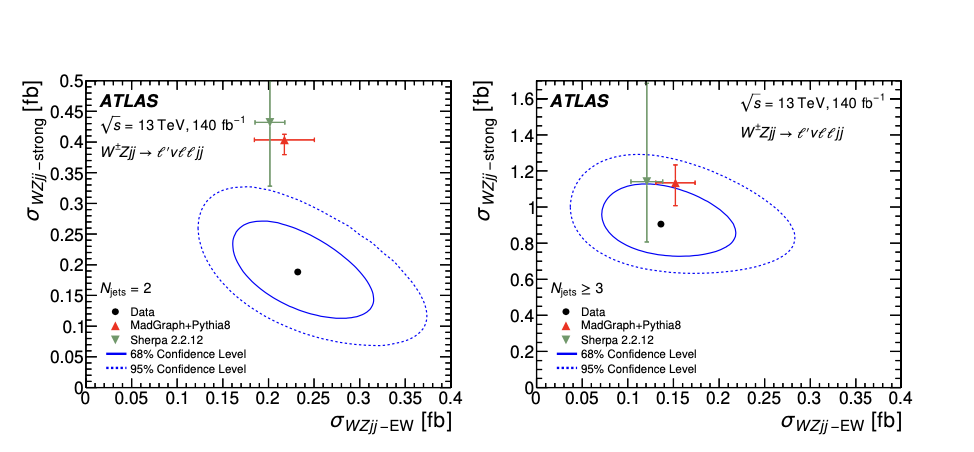 ATLAS
√s = 13 TeV, 140 fb⁻¹
W±Zjj → ℓ′νℓℓjj
σWZjj−strong [fb]
0.5
0.45
0.4
0.35
0.3
0.25
0.2
0.15
0.1
0.05
0
Njets = 2
Data
MadGraph+Pythia8
Sherpa 2.2.12
68% Confidence Level
95% Confidence Level
0 0.05 0.1 0.15 0.2 0.25 0.3 0.35 0.4
σWZjj−EW [fb]
ATLAS
√s = 13 TeV, 140 fb⁻¹
W±Zjj → ℓ′νℓℓjj
σWZjj−strong [fb]
1.6
1.4
1.2
1
0.8
0.6
0.4
0.2
0
Njets ≥ 3
Data
MadGraph+Pythia8
Sherpa 2.2.12
68% Confidence Level
95% Confidence Level
0 0.05 0.1 0.15 0.2 0.25 0.3 0.35 0.4
σWZjj−EW [fb]